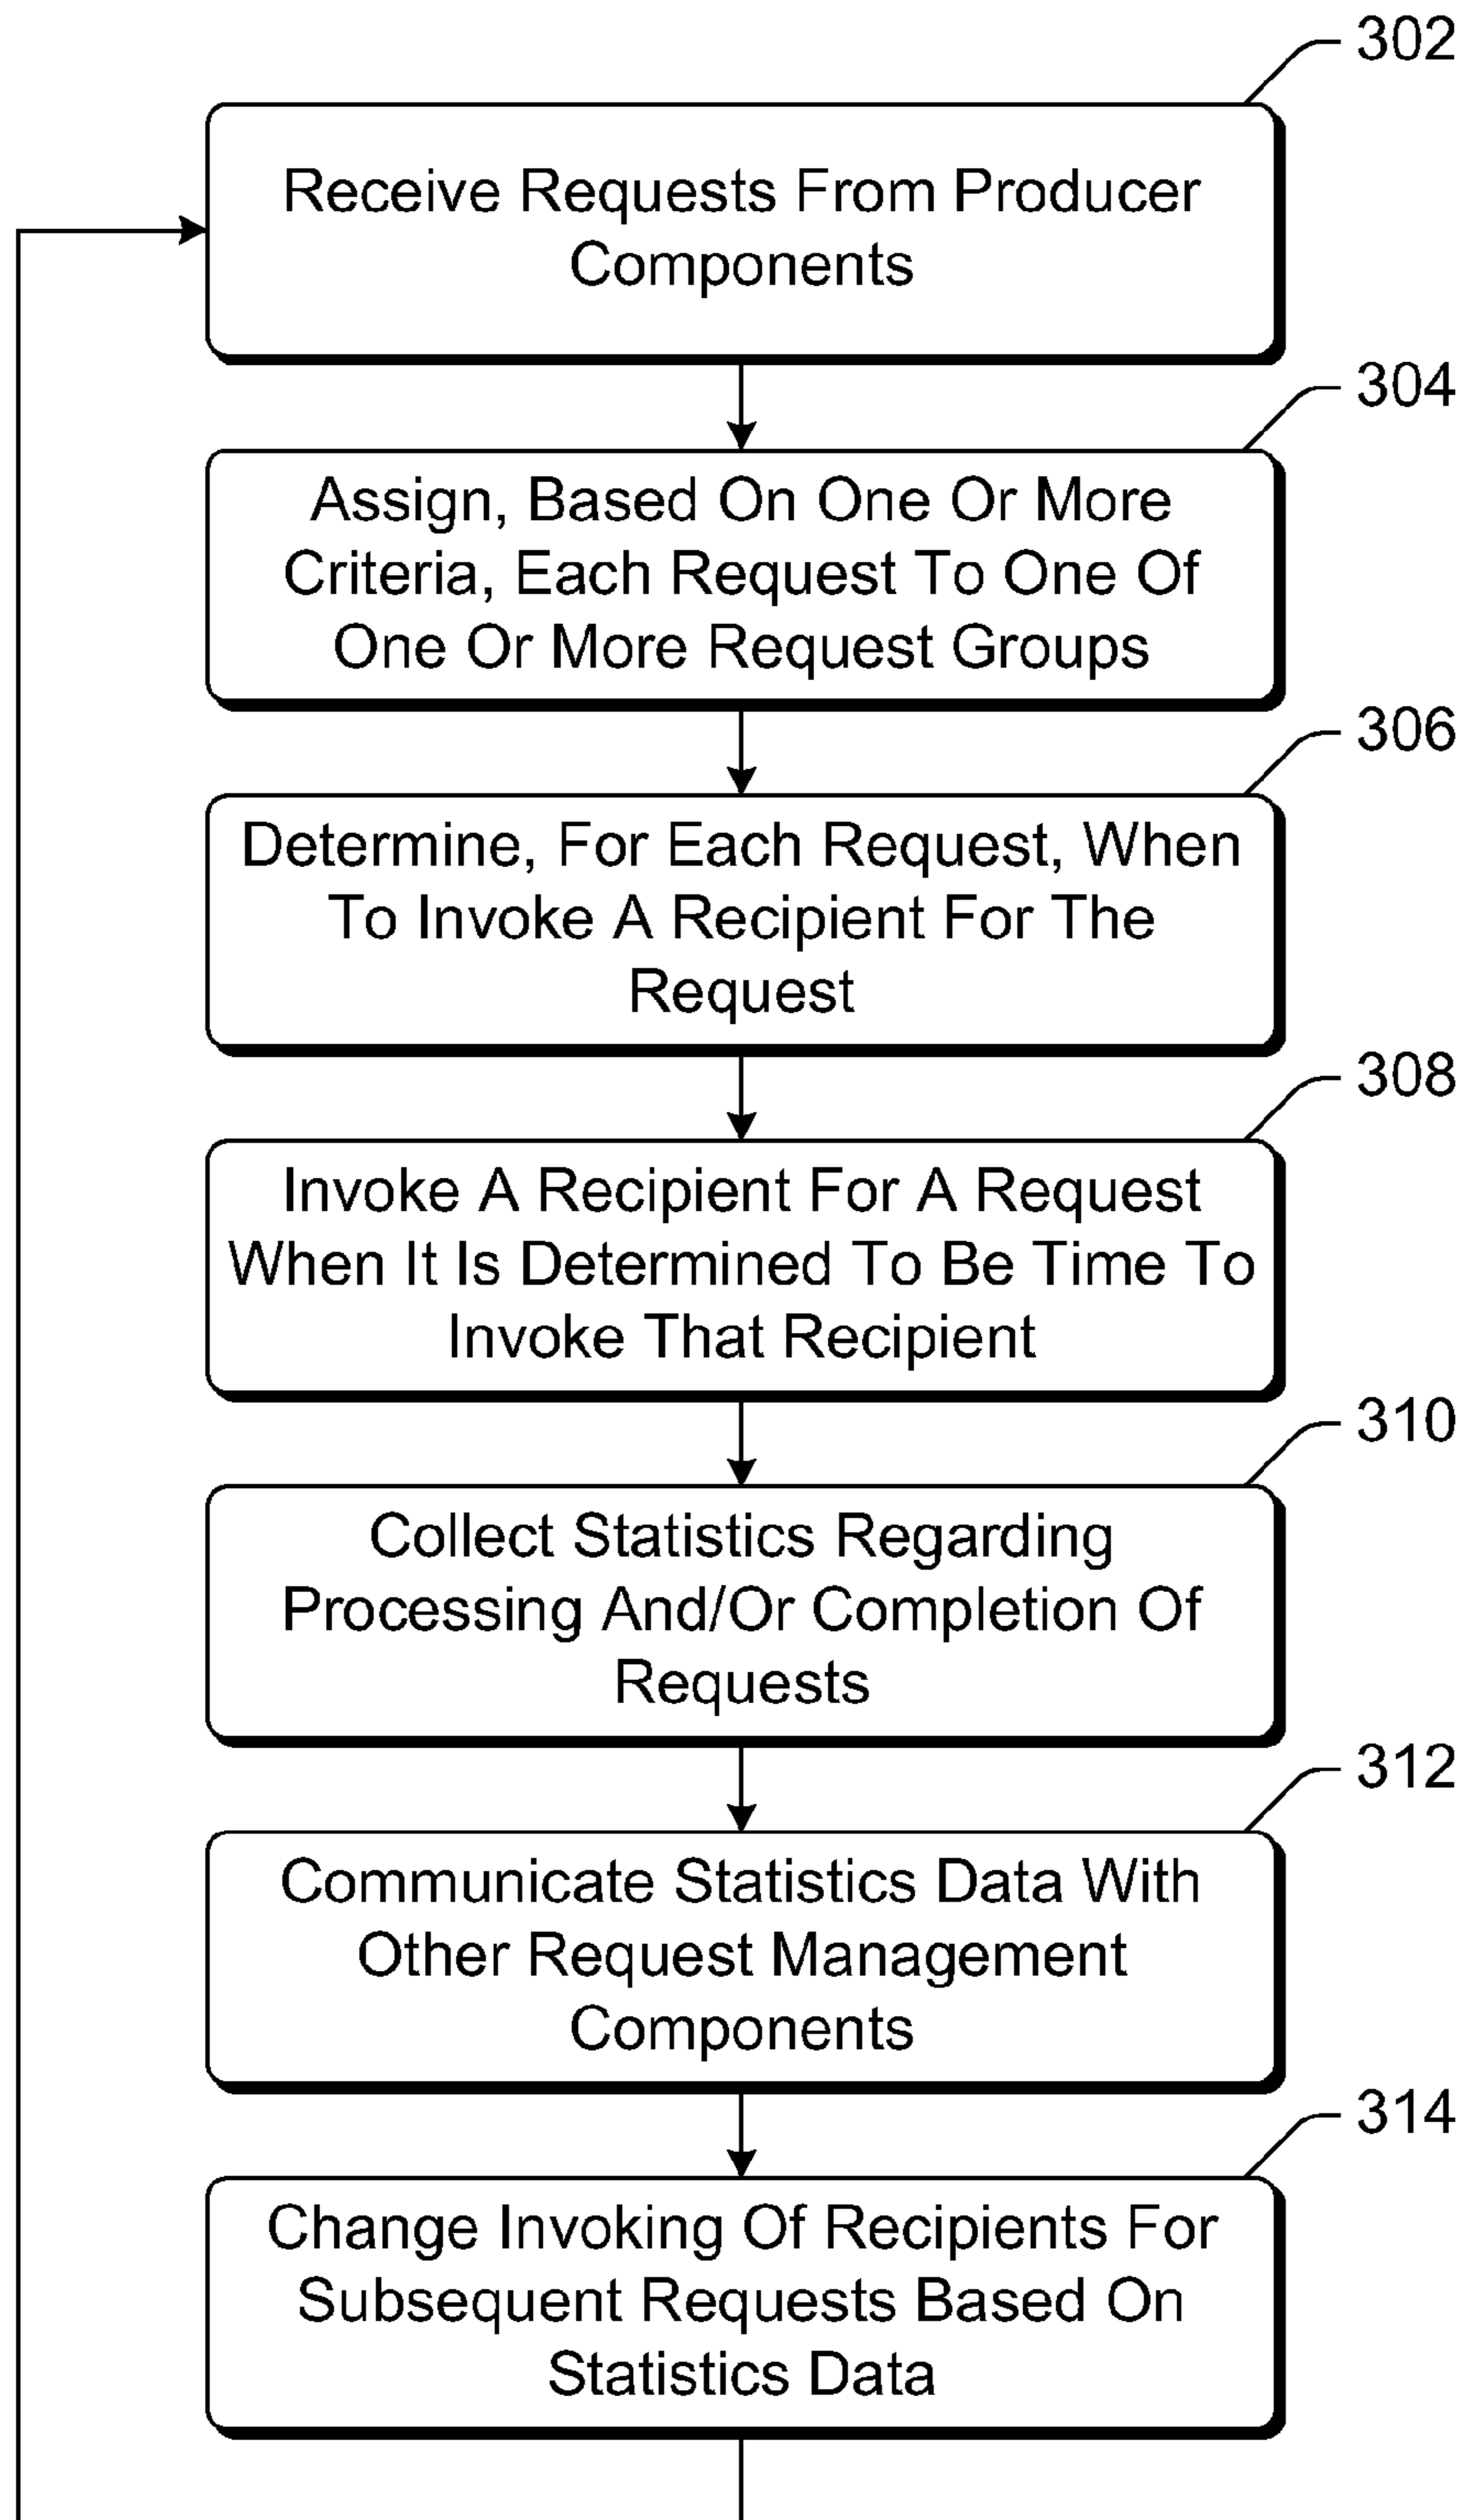 302
Receive Requests From Producer
Components
304
Assign, Based On One Or More
Criteria, Each Request To One Of
One Or More Request Groups
306
Determine, For Each Request, When
To Invoke A Recipient For The
Request
308
Invoke A Recipient For A Request
When It Is Determined To Be Time To
Invoke That Recipient
310
Collect Statistics Regarding
Processing And/Or Completion Of
Requests
312
Communicate Statistics Data With
Other Request Management
Components
314
Change Invoking Of Recipients For
Subsequent Requests Based On
Statistics Data